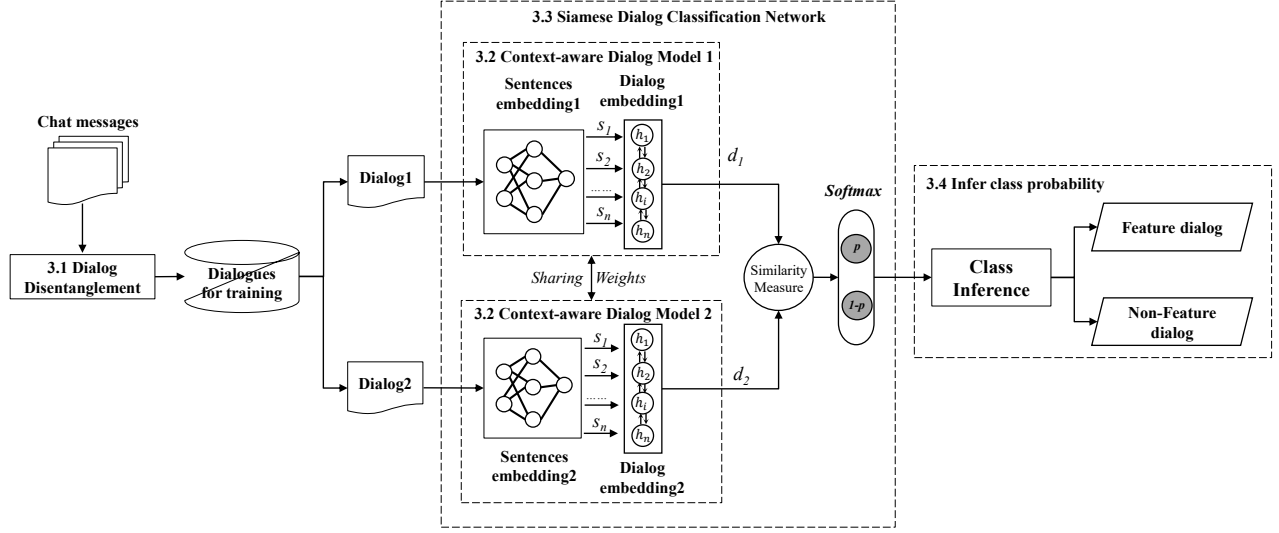 3.3 Siamese Dialog Classification Network
3.2 Context-aware Dialog Model 1
Sentences
embedding1
Dialog
embedding1
Chat messages
3.1 Dialog
Disentanglement
Dialogues
for training
Dialog1
Dialog2
s1
s2
......
sn
h1
h2
hi
hn
d1
Sharing Weights
3.2 Context-aware Dialog Model 2
s1
s2
......
sn
h1
h2
hi
hn
d2
Sentences
embedding2
Dialog
embedding2
Similarity
Measure
Softmax
p
1-p
3.4 Infer class probability
Class
Inference
Feature dialog
Non-Feature
dialog